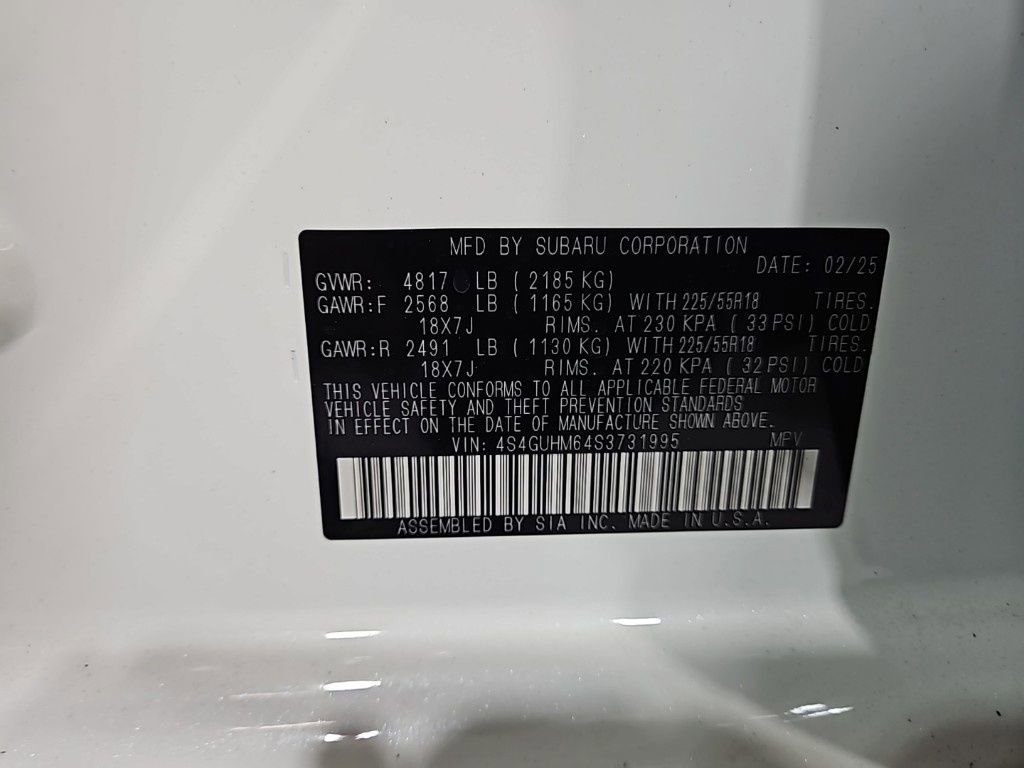 MFD BY SUBARU CORPORATION
DATE: 02/25
GVWR: 4817 LB ( 2185 KG)
GAWR:F 2568 LB ( 1165 KG) WITH 225/55R18 TIRES.
18X7J RIMS. AT 230 KPA ( 33 PSI) COLD
GAWR:R 2491 LB ( 1130 KG) WITH 225/55R18 TIRES.
18X7J RIMS. AT 220 KPA ( 32 PSI) COLD
THIS VEHICLE CONFORMS TO ALL APPLICABLE FEDERAL MOTOR
VEHICLE SAFETY AND THEFT PREVENTION STANDARDS
IN EFFECT ON THE DATE OF MANUFACTURE SHOWN ABOVE.
VIN: 4S4GUHM64S3731995 MPV
ASSEMBLED BY SIA INC. MADE IN U.S.A.